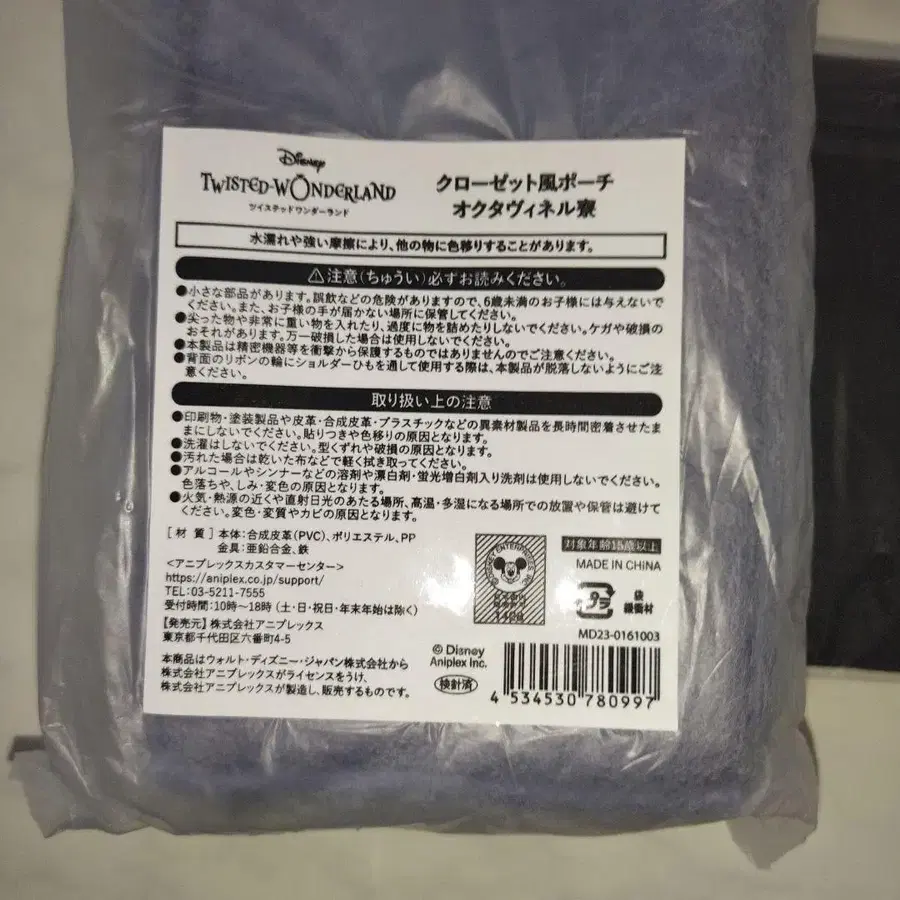 Disney
TWISTED-WONDERLAND
ツイステッドワンダーランド
クローゼット風ポーチ
オクタヴィネル寮
水濡れや強い摩擦により、他の物に色移りすることがあります。
⚠注意(ちゅうい)必ずお読みください。
●小さな部品があります。誤飲などの危険がありますので、6歳未満のお子様には与えないで
ください。また、お子様の手が届かない場所に保管してください。
●尖った物や非常に重い物を入れたり、過度に物を詰めたりしないでください。ケガや破損の
おそれがあります。万一破損した場合は使用しないでください。
●本製品は精密機器等を衝撃から保護するものではありませんのでご注意ください。
●背面のリボンの輪にショルダーひもを通して使用する際は、本製品が脱落しないようにご注
意ください。
取り扱い上の注意
●印刷物・塗装製品や皮革・合成皮革・プラスチックなどの異素材製品を長時間密着させたま
まにしないでください。貼りつきや色移りの原因となります。
●洗濯はしないでください。型くずれや破損の原因となります。
●汚れた場合は乾いた布などで軽く拭き取ってください。
●アルコールやシンナーなどの溶剤や漂白剤・蛍光増白剤入り洗剤は使用しないでください。
色落ちや、しみ・変色の原因となります。
●火気・熱源の近くや直射日光のあたる場所、高温・多湿になる場所での放置や保管は避けて
ください。変色・変質やカビの原因となります。
[材質] 本体:合成皮革(PVC)、ポリエステル、PP
金具:亜鉛合金、鉄
<アニプレックスカスタマーセンター>
https://aniplex.co.jp/support/
TEL:03-5211-7555
受付時間:10時～18時 (土・日・祝日・年末年始は除く)
【発売元】株式会社アニプレックス
東京都千代田区六番町4-5
本商品はウォルト・ディズニー・ジャパン株式会社から
株式会社アニプレックスがライセンスをうけ、
株式会社アニプレックスが製造し、販売するものです。
対象年齢15歳以上
MADE IN CHINA
プラ
袋
緩衝材
MD23-0161003
© Disney
Aniplex Inc.
検針済
4 534530 780997